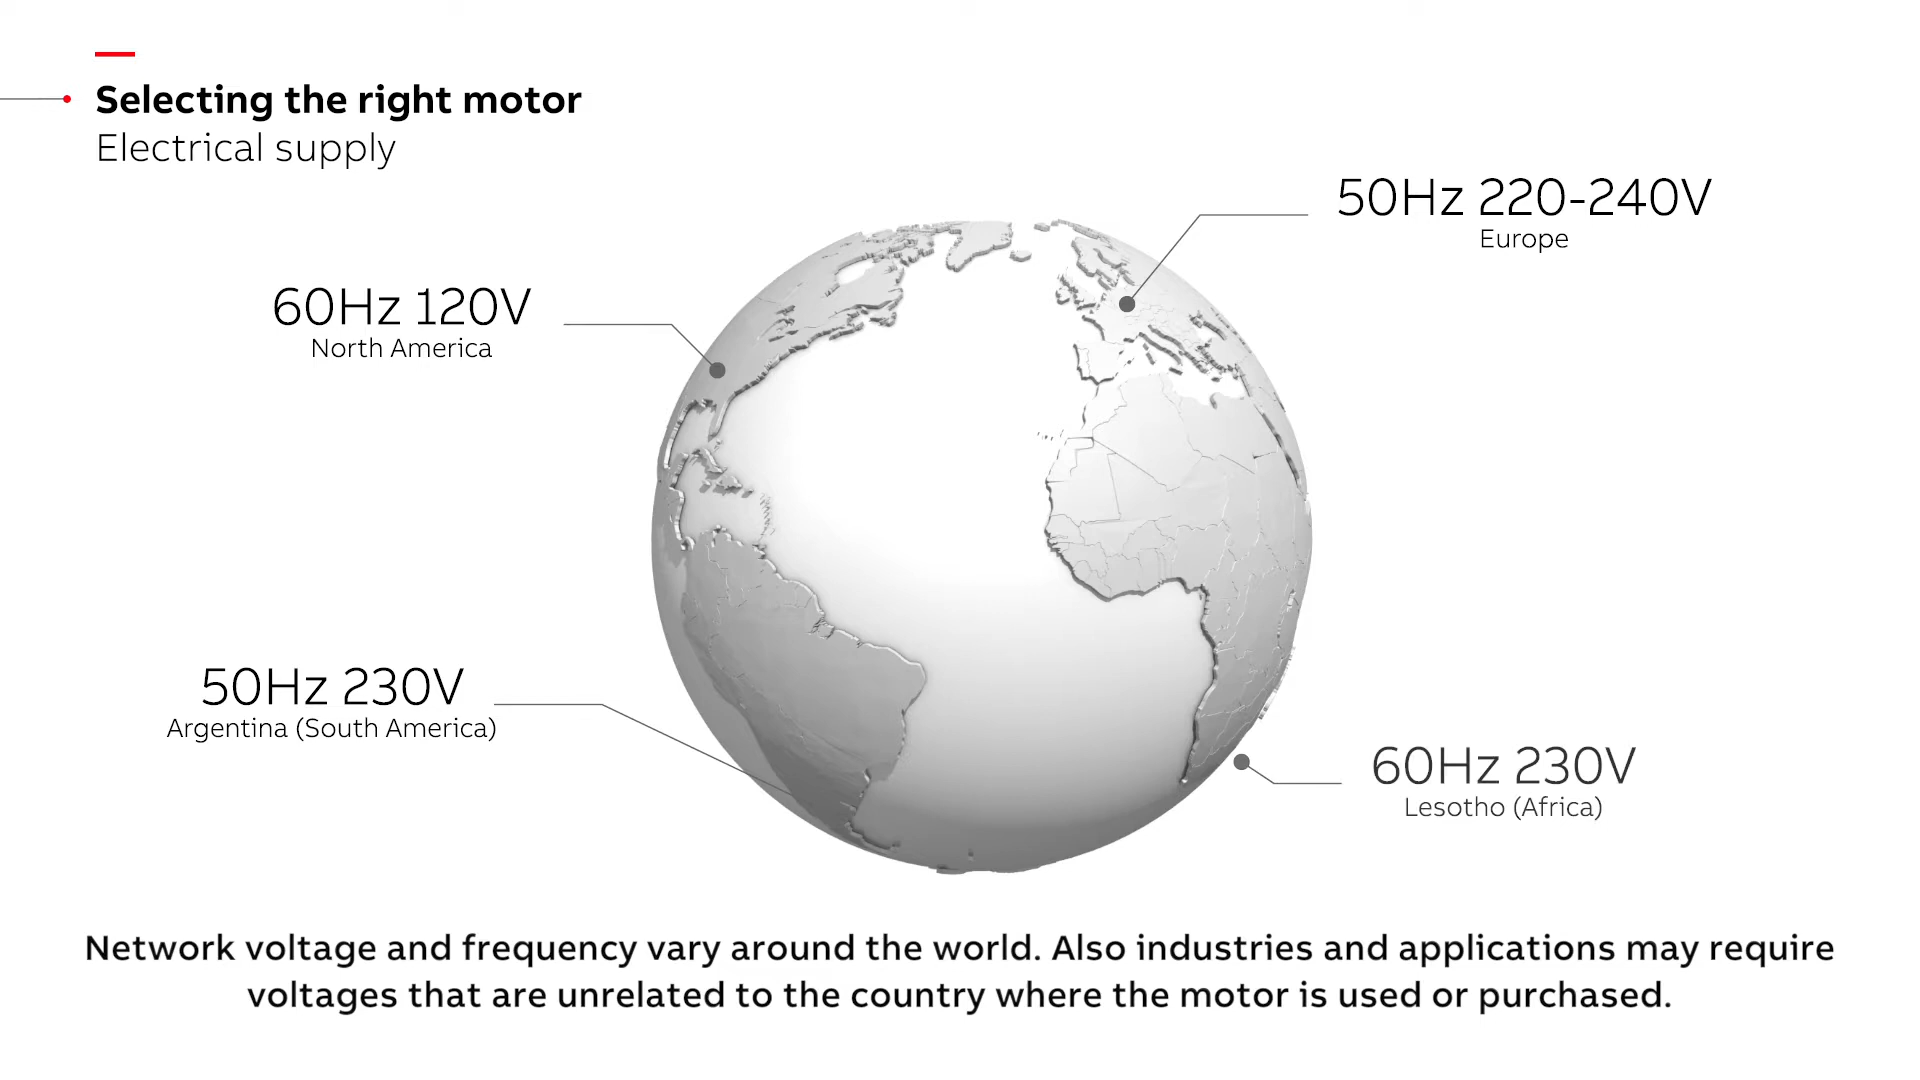 Selecting the right motor
Electrical supply
50Hz 220-240V
Europe
60Hz 120V
North America
50Hz 230V
Argentina (South America)
60Hz 230V
Lesotho (Africa)
Network voltage and frequency vary around the world. Also industries and applications may require
voltages that are unrelated to the country where the motor is used or purchased.